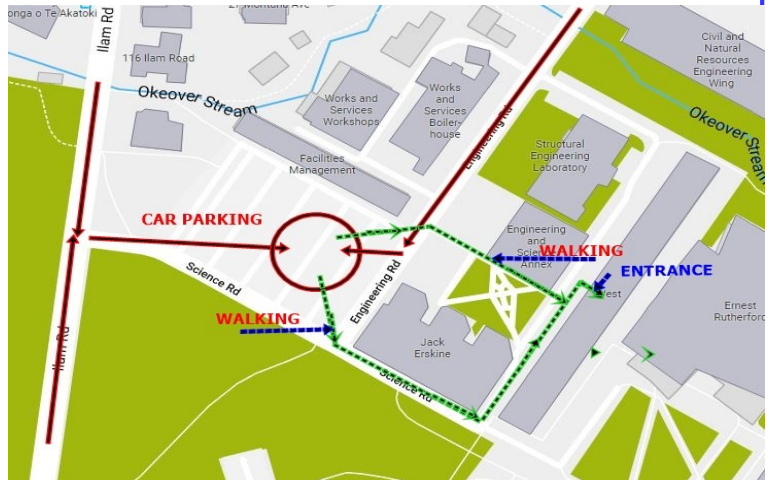 onga o Te Akatoki
Ilam Rd
116 Ilam Road
Okeover Stream
Works and
Services
Workshops
Works
and
Services
Boiler-
house
Civil and
Natural
Resources
Engineering
Wing
Okeover Stream
Engineering Rd
Structural
Engineering
Laboratory
Facilities
Management
CAR PARKING
Engineering
and
Science
Annex
WALKING
ENTRANCE
Science Rd
Engineering Rd
WALKING
Ilam Rd
Jack
Erskine
West
Ernest
Rutherford
Science Rd